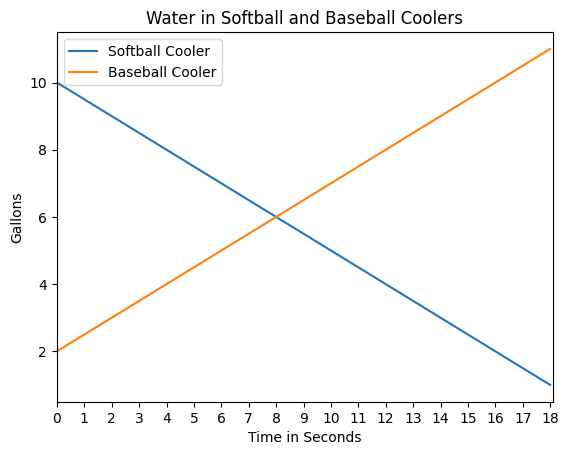 Water in Softball and Baseball Coolers
Softball Cooler
Baseball Cooler
Gallons
10
8
6
4
2
0 1 2 3 4 5 6 7 8 9 10 11 12 13 14 15 16 17 18
Time in Seconds